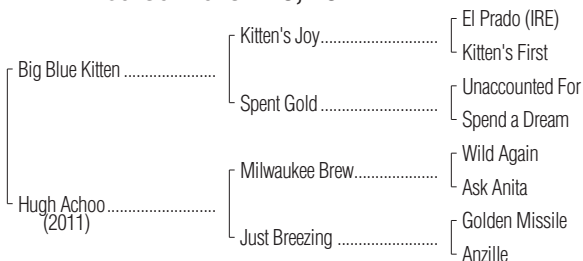 El Prado (IRE)
Kitten's Joy..............................
Kitten's First
Big Blue Kitten .......................
Unaccounted For
Spent Gold ..............................
Spend a Dream
Wild Again
Milwaukee Brew.....................
Ask Anita
Hugh Achoo...........................
(2011)
Golden Missile
Just Breezing .........................
Anzille